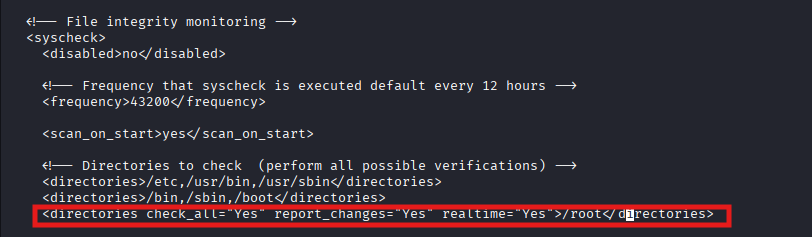 <!-- File integrity monitoring -->
<syscheck>
<disabled>no</disabled>
<!-- Frequency that syscheck is executed default every 12 hours -->
<frequency>43200</frequency>
<scan_on_start>yes</scan_on_start>
<!-- Directories to check  (perform all possible verifications) -->
<directories>/etc,/usr/bin,/usr/sbin</directories>
<directories>/bin,/sbin,/boot</directories>
<directories check_all="Yes" report_changes="Yes" realtime="Yes">/root</directories>